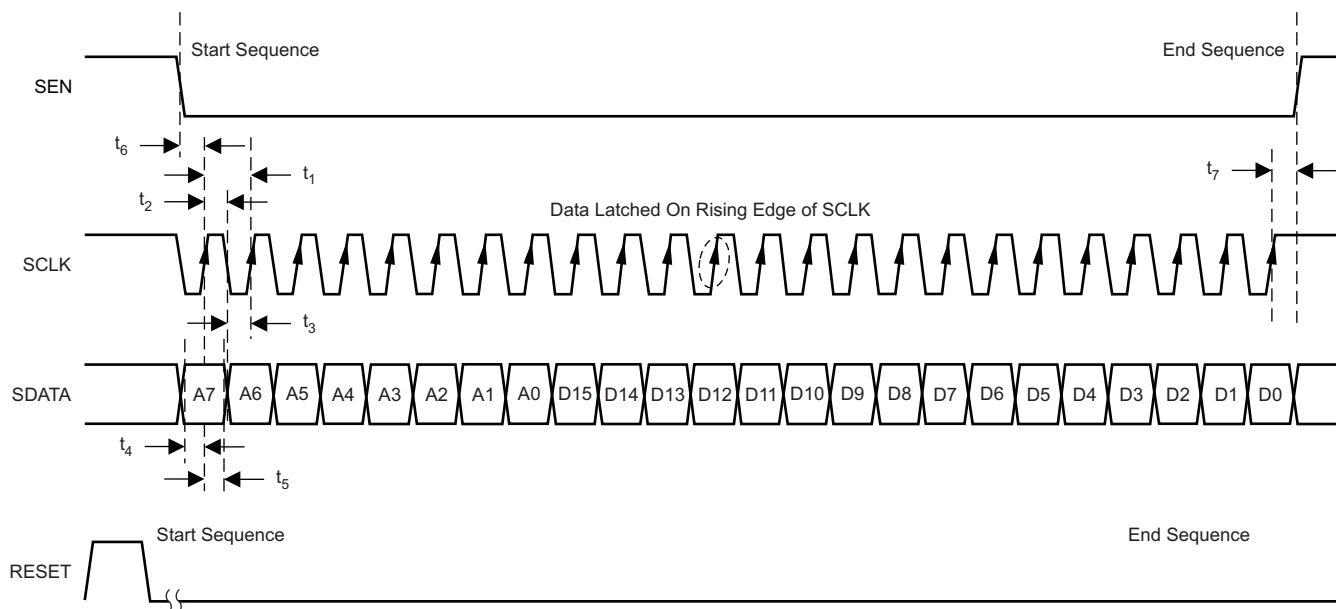 Start Sequence End Sequence
SEN
t6
t1
t7
t2
Data Latched On Rising Edge of SCLK
SCLK
t3
SDATA A7 A6 A5 A4 A3 A2 A1 A0 D15 D14 D13 D12 D11 D10 D9 D8 D7 D6 D5 D4 D3 D2 D1 D0
t4
t5
Start Sequence End Sequence
RESET